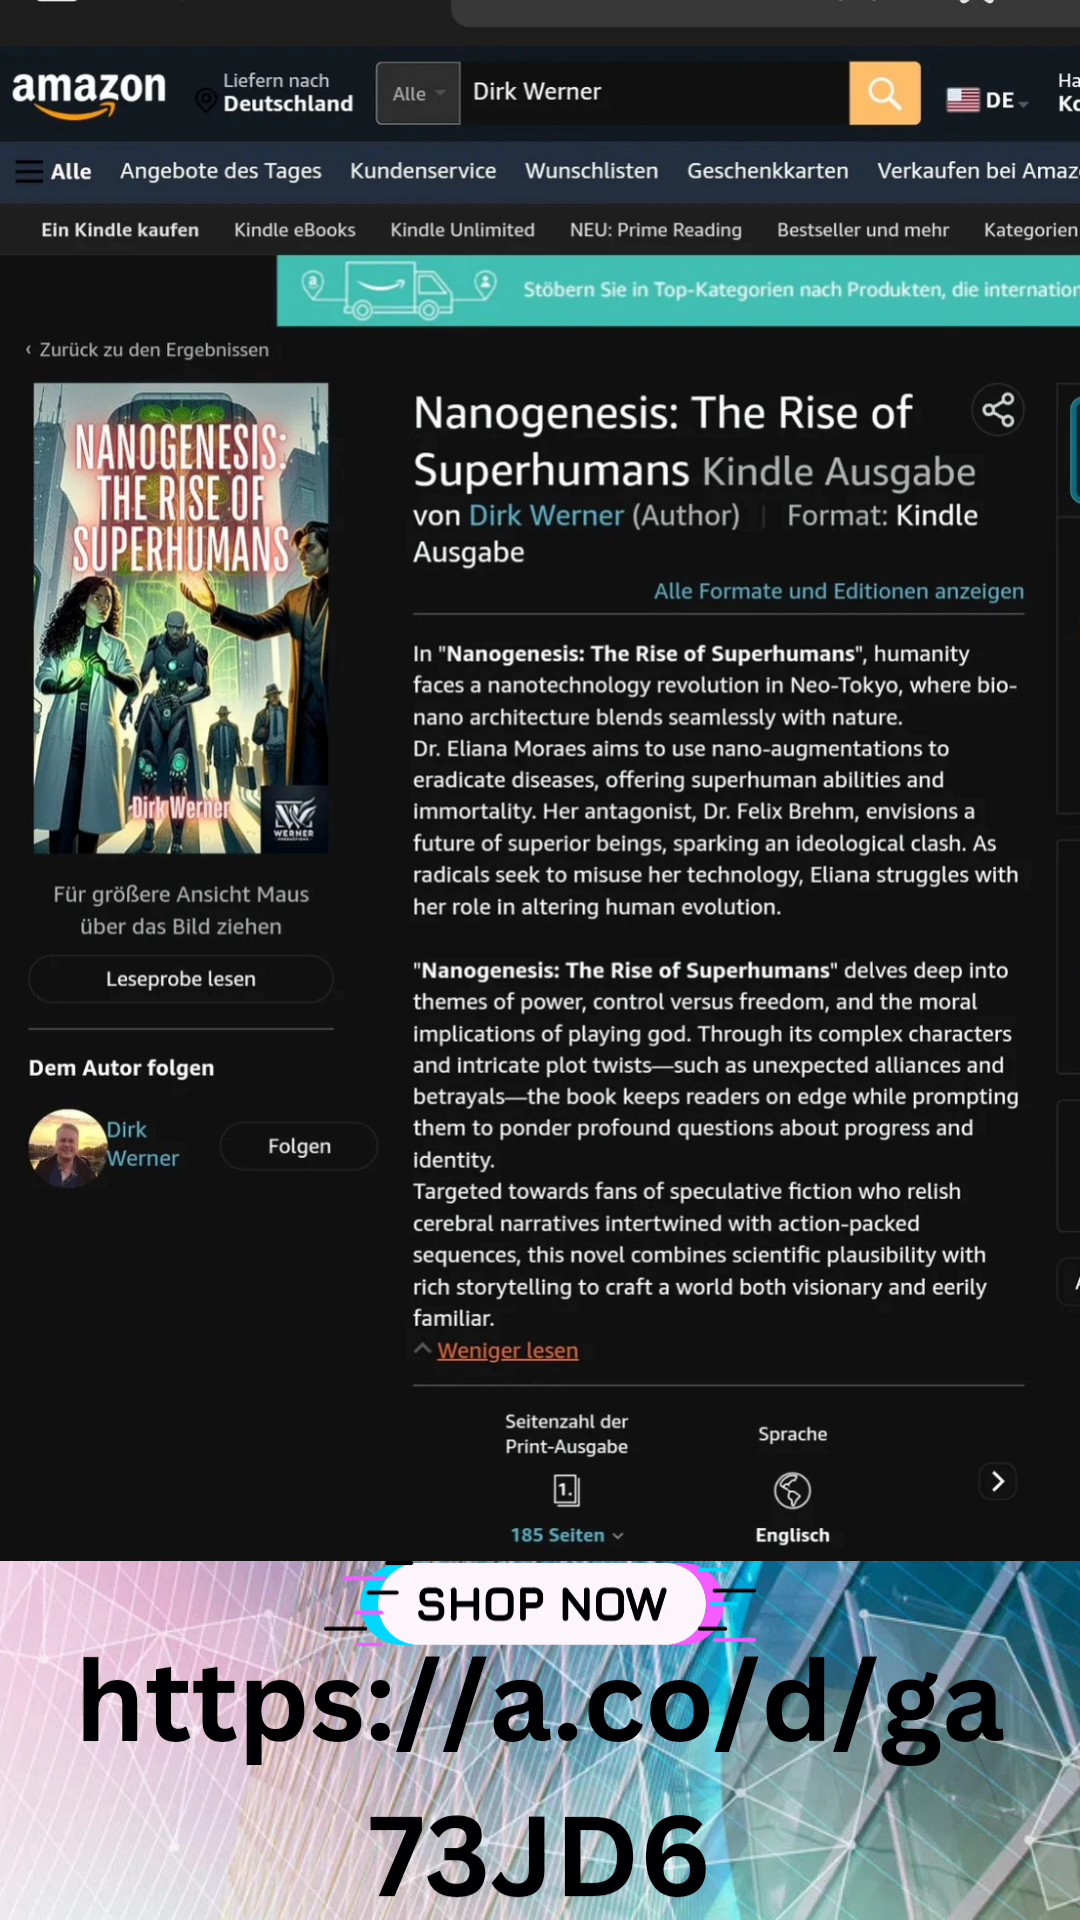 amazon
Liefern nach
Deutschland
Alle
Dirk Werner
DE
Ha
Ko
Alle
Angebote des Tages
Kundenservice
Wunschlisten
Geschenkkarten
Verkaufen bei Amaz
Ein Kindle kaufen
Kindle eBooks
Kindle Unlimited
NEU: Prime Reading
Bestseller und mehr
Kategorien
Stöbern Sie in Top-Kategorien nach Produkten, die internation
‹ Zurück zu den Ergebnissen
NANOGENESIS:
THE RISE OF
SUPERHUMANS
Dirk Werner
WERNER
Für größere Ansicht Maus
über das Bild ziehen
Leseprobe lesen
Dem Autor folgen
Dirk
Werner
Folgen
Nanogenesis: The Rise of
Superhumans Kindle Ausgabe
von Dirk Werner (Author) | Format: Kindle
Ausgabe
Alle Formate und Editionen anzeigen
In "Nanogenesis: The Rise of Superhumans", humanity
faces a nanotechnology revolution in Neo-Tokyo, where bio-
nano architecture blends seamlessly with nature.
Dr. Eliana Moraes aims to use nano-augmentations to
eradicate diseases, offering superhuman abilities and
immortality. Her antagonist, Dr. Felix Brehm, envisions a
future of superior beings, sparking an ideological clash. As
radicals seek to misuse her technology, Eliana struggles with
her role in altering human evolution.
"Nanogenesis: The Rise of Superhumans" delves deep into
themes of power, control versus freedom, and the moral
implications of playing god. Through its complex characters
and intricate plot twists—such as unexpected alliances and
betrayals—the book keeps readers on edge while prompting
them to ponder profound questions about progress and
identity.
Targeted towards fans of speculative fiction who relish
cerebral narratives intertwined with action-packed
sequences, this novel combines scientific plausibility with
rich storytelling to craft a world both visionary and eerily
familiar.
Weniger lesen
Seitenzahl der
Print-Ausgabe
1.
185 Seiten
Sprache
Englisch
SHOP NOW
https://a.co/d/ga
73JD6